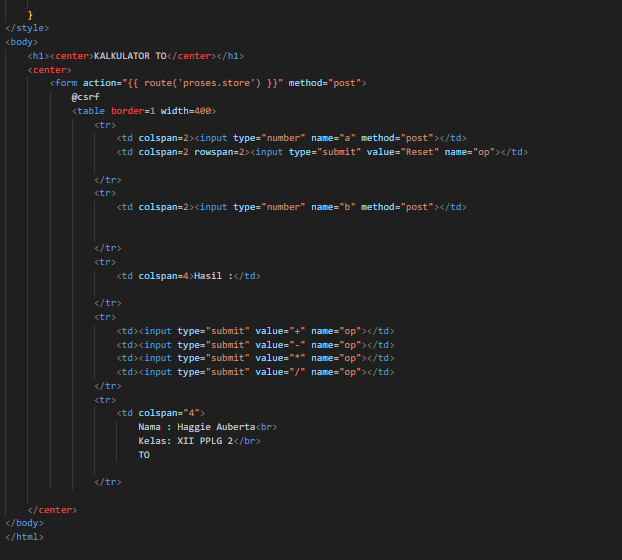 }
</style>
<body>
<h1><center>KALKULATOR TO</center></h1>
<center>
<form action="{{ route('proses.store') }}" method="post">
@csrf
<table border=1 width=400>
<tr>
<td colspan=2><input type="number" name="a" method="post"></td>
<td colspan=2 rowspan=2><input type="submit" value="Reset" name="op"></td>
</tr>
<tr>
<td colspan=2><input type="number" name="b" method="post"></td>
</tr>
<tr>
<td colspan=4>Hasil :</td>
</tr>
<tr>
<td><input type="submit" value="+" name="op"></td>
<td><input type="submit" value="-" name="op"></td>
<td><input type="submit" value="*" name="op"></td>
<td><input type="submit" value="/" name="op"></td>
</tr>
<tr>
<td colspan="4">
Nama : Haggie Auberta<br>
Kelas: XII PPLG 2</br>
TO
</tr>
</center>
</body>
</html>